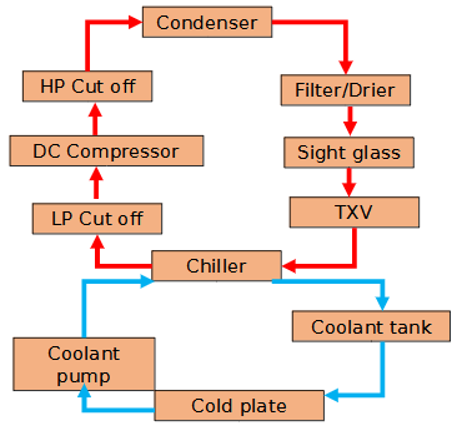 Condenser
HP Cut off
Filter/Drier
DC Compressor
Sight glass
LP Cut off
TXV
Chiller
Coolant tank
Coolant
pump
Cold plate